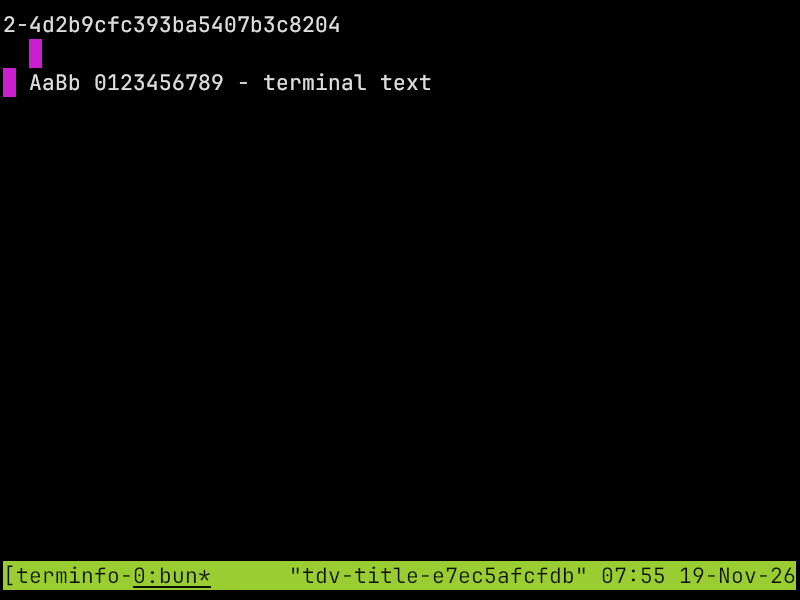 2-4d2b9cfc393ba5407b3c8204
AaBb 0123456789 - terminal text
[terminfo-0:bun* "tdv-title-e7ec5afcfdb" 07:55 19-Nov-26